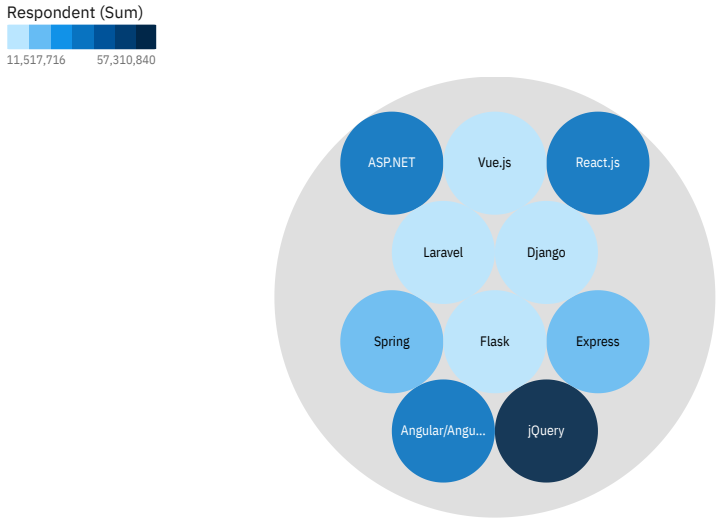 Respondent (Sum)
11,517,716 57,310,840
ASP.NET Vue.js React.js
Laravel Django
Spring Flask Express
Angular/Angu... jQuery